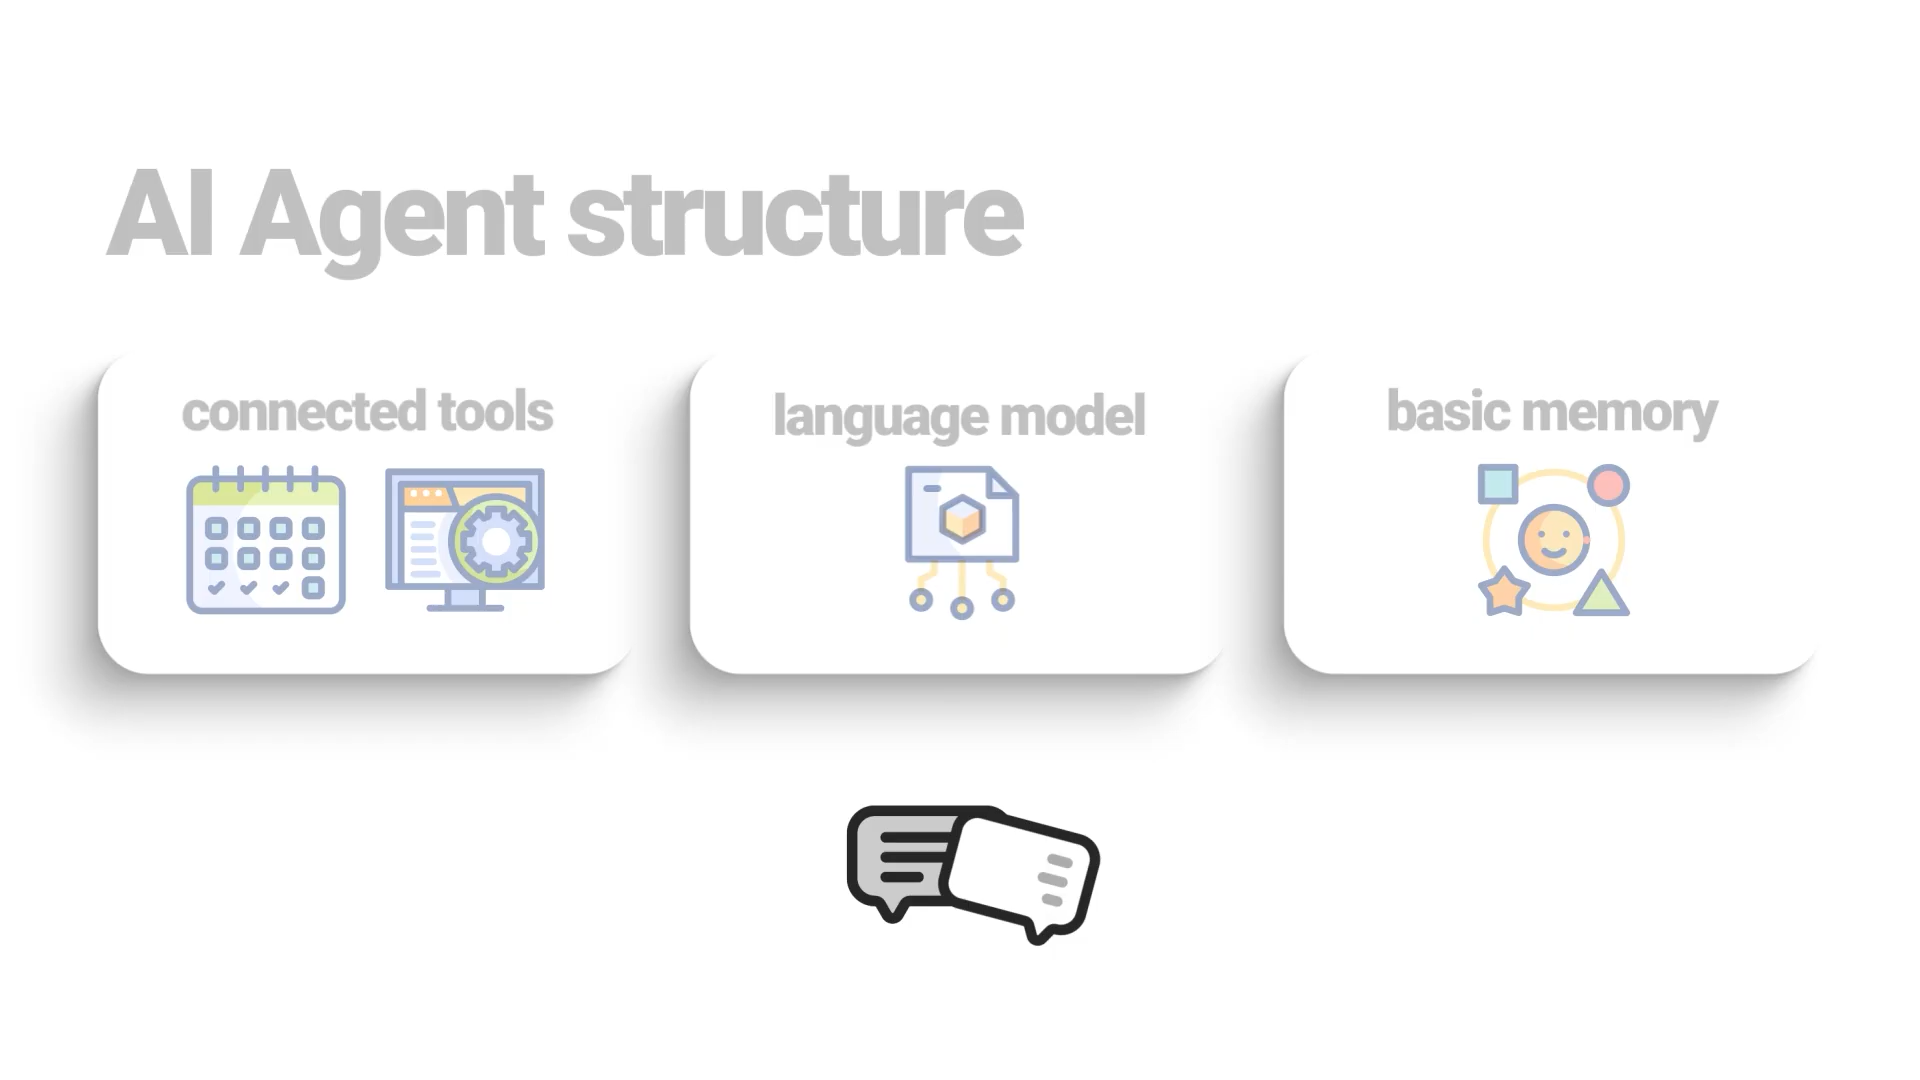 AI Agent structure
connected tools
language model
basic memory